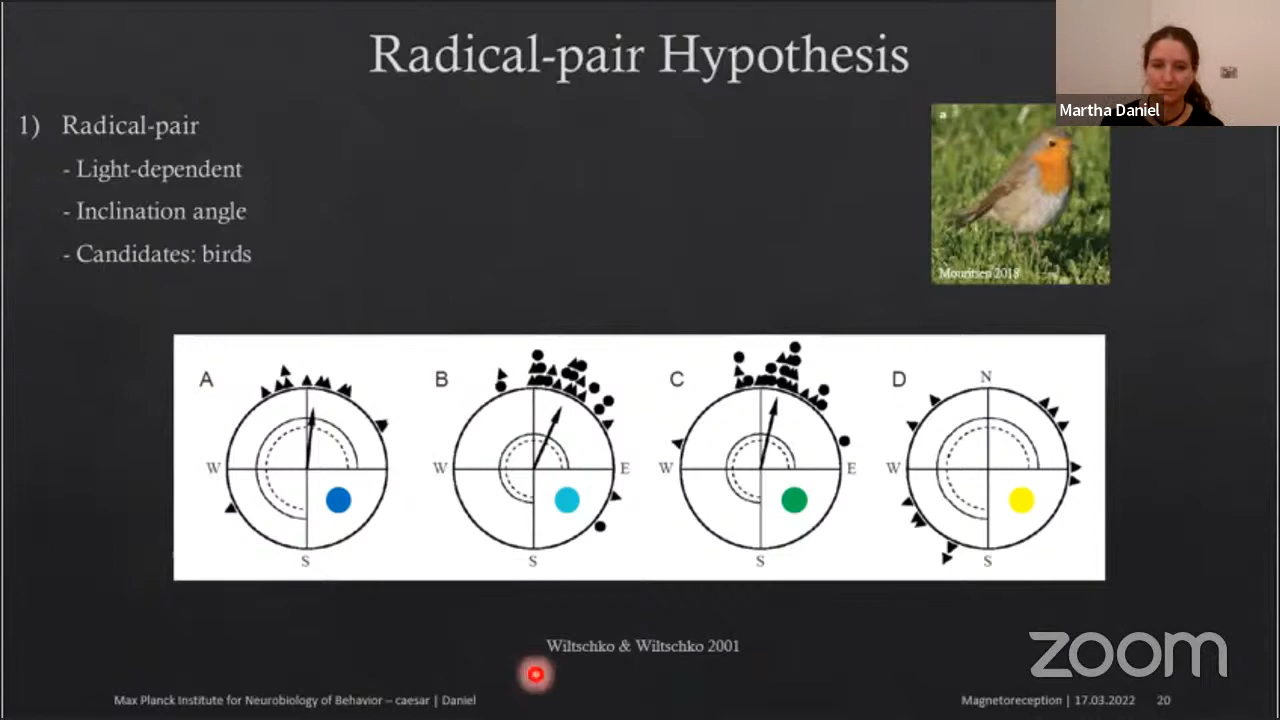 Radical-pair Hypothesis
Martha Daniel
1) Radical-pair
- Light-dependent
- Inclination angle
- Candidates: birds
a
Mouritsen 2018
A
B
C
D
N
W
W
E
W
E
W
S
S
S
S
Wiltschko & Wiltschko 2001
zoom
Max Planck Institute for Neurobiology of Behavior – caesar | Daniel
Magnetoreception | 17.03.2022 20